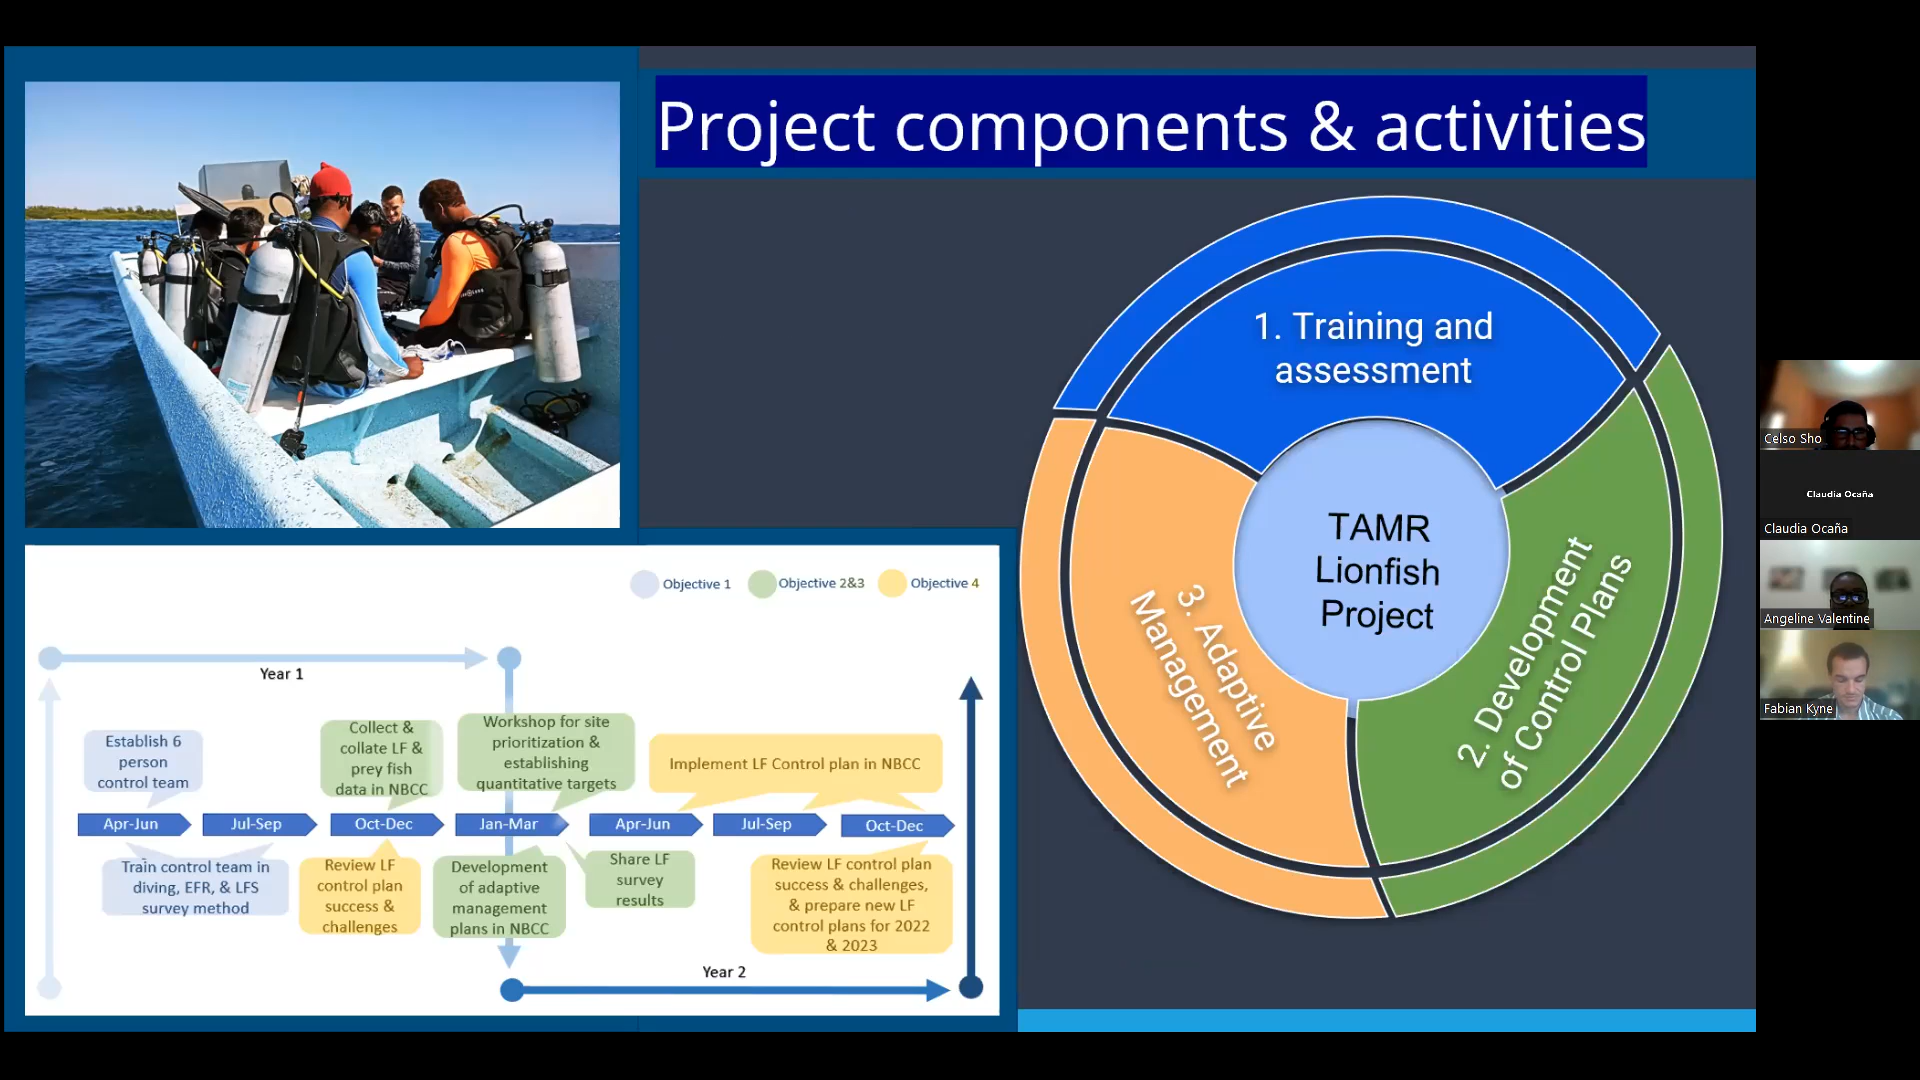 Project components & activities
1. Training and
assessment
2. Development
of Control Plans
3. Adaptive
Management
TAMR
Lionfish
Project
Objective 1
Objective 2&3
Objective 4
Year 1
Establish 6
person
control team
Collect &
collate LF &
prey fish
data in NBCC
Workshop for site
prioritization &
establishing
quantitative targets
Implement LF Control plan in NBCC
Apr-Jun
Jul-Sep
Oct-Dec
Jan-Mar
Apr-Jun
Jul-Sep
Oct-Dec
Train control team in
diving, EFR, & LFS
survey method
Review LF
control plan
success &
challenges
Development
of adaptive
management
plans in NBCC
Share LF
survey
results
Review LF control plan
success & challenges,
& prepare new LF
control plans for 2022
& 2023
Year 2
Celso Sho
Claudia Ocaña
Claudia Ocaña
Angeline Valentine
Fabian Kyne